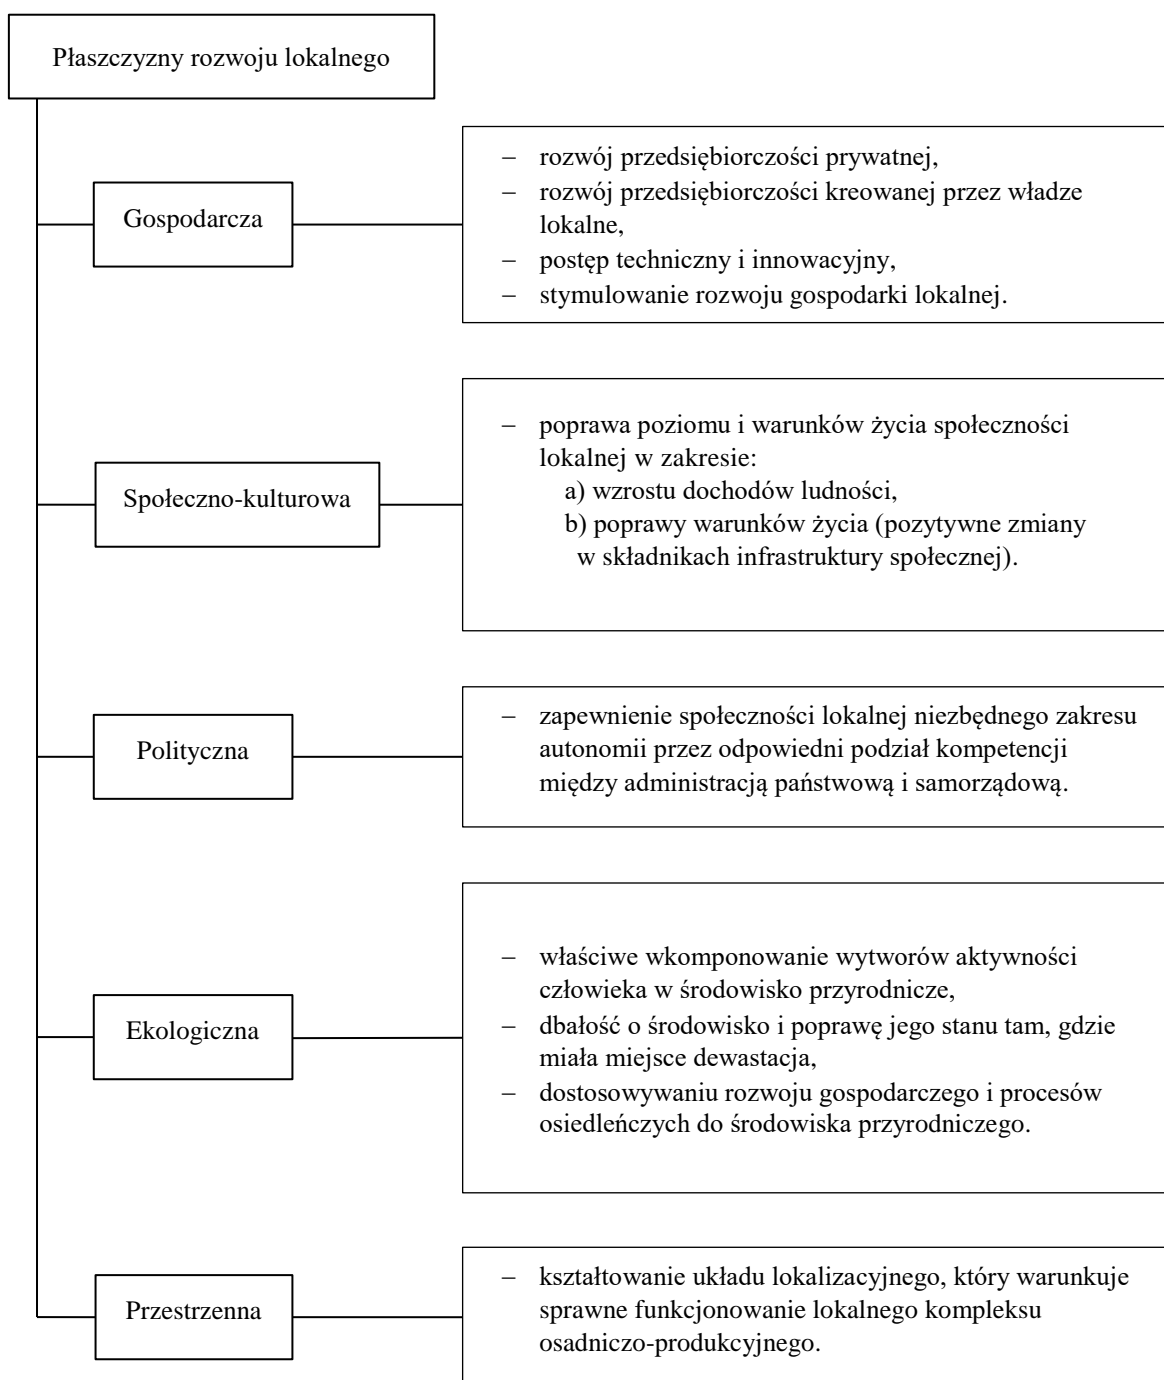 Płaszczyzny rozwoju lokalnego
Gospodarcza
– rozwój przedsiębiorczości prywatnej,
– rozwój przedsiębiorczości kreowanej przez władze
lokalne,
– postęp techniczny i innowacyjny,
– stymulowanie rozwoju gospodarki lokalnej.
Społeczno-kulturowa
– poprawa poziomu i warunków życia społeczności
lokalnej w zakresie:
a) wzrostu dochodów ludności,
b) poprawy warunków życia (pozytywne zmiany
w składnikach infrastruktury społecznej).
Polityczna
– zapewnienie społeczności lokalnej niezbędnego zakresu
autonomii przez odpowiedni podział kompetencji
między administracją państwową i samorządową.
Ekologiczna
– właściwe wkomponowanie wytworów aktywności
człowieka w środowisko przyrodnicze,
– dbałość o środowisko i poprawę jego stanu tam, gdzie
miała miejsce dewastacja,
– dostosowywaniu rozwoju gospodarczego i procesów
osiedleńczych do środowiska przyrodniczego.
Przestrzenna
– kształtowanie układu lokalizacyjnego, który warunkuje
sprawne funkcjonowanie lokalnego kompleksu
osadniczo-produkcyjnego.